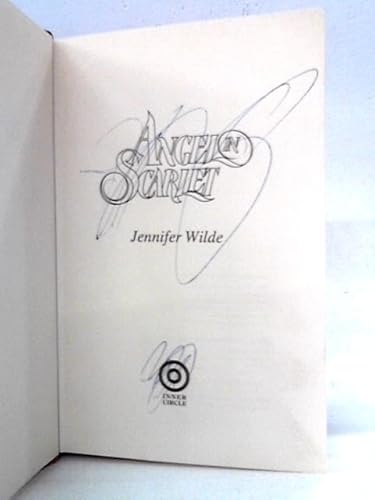 ANGEL IN
SCARLET
Jennifer Wilde
INNER
CIRCLE